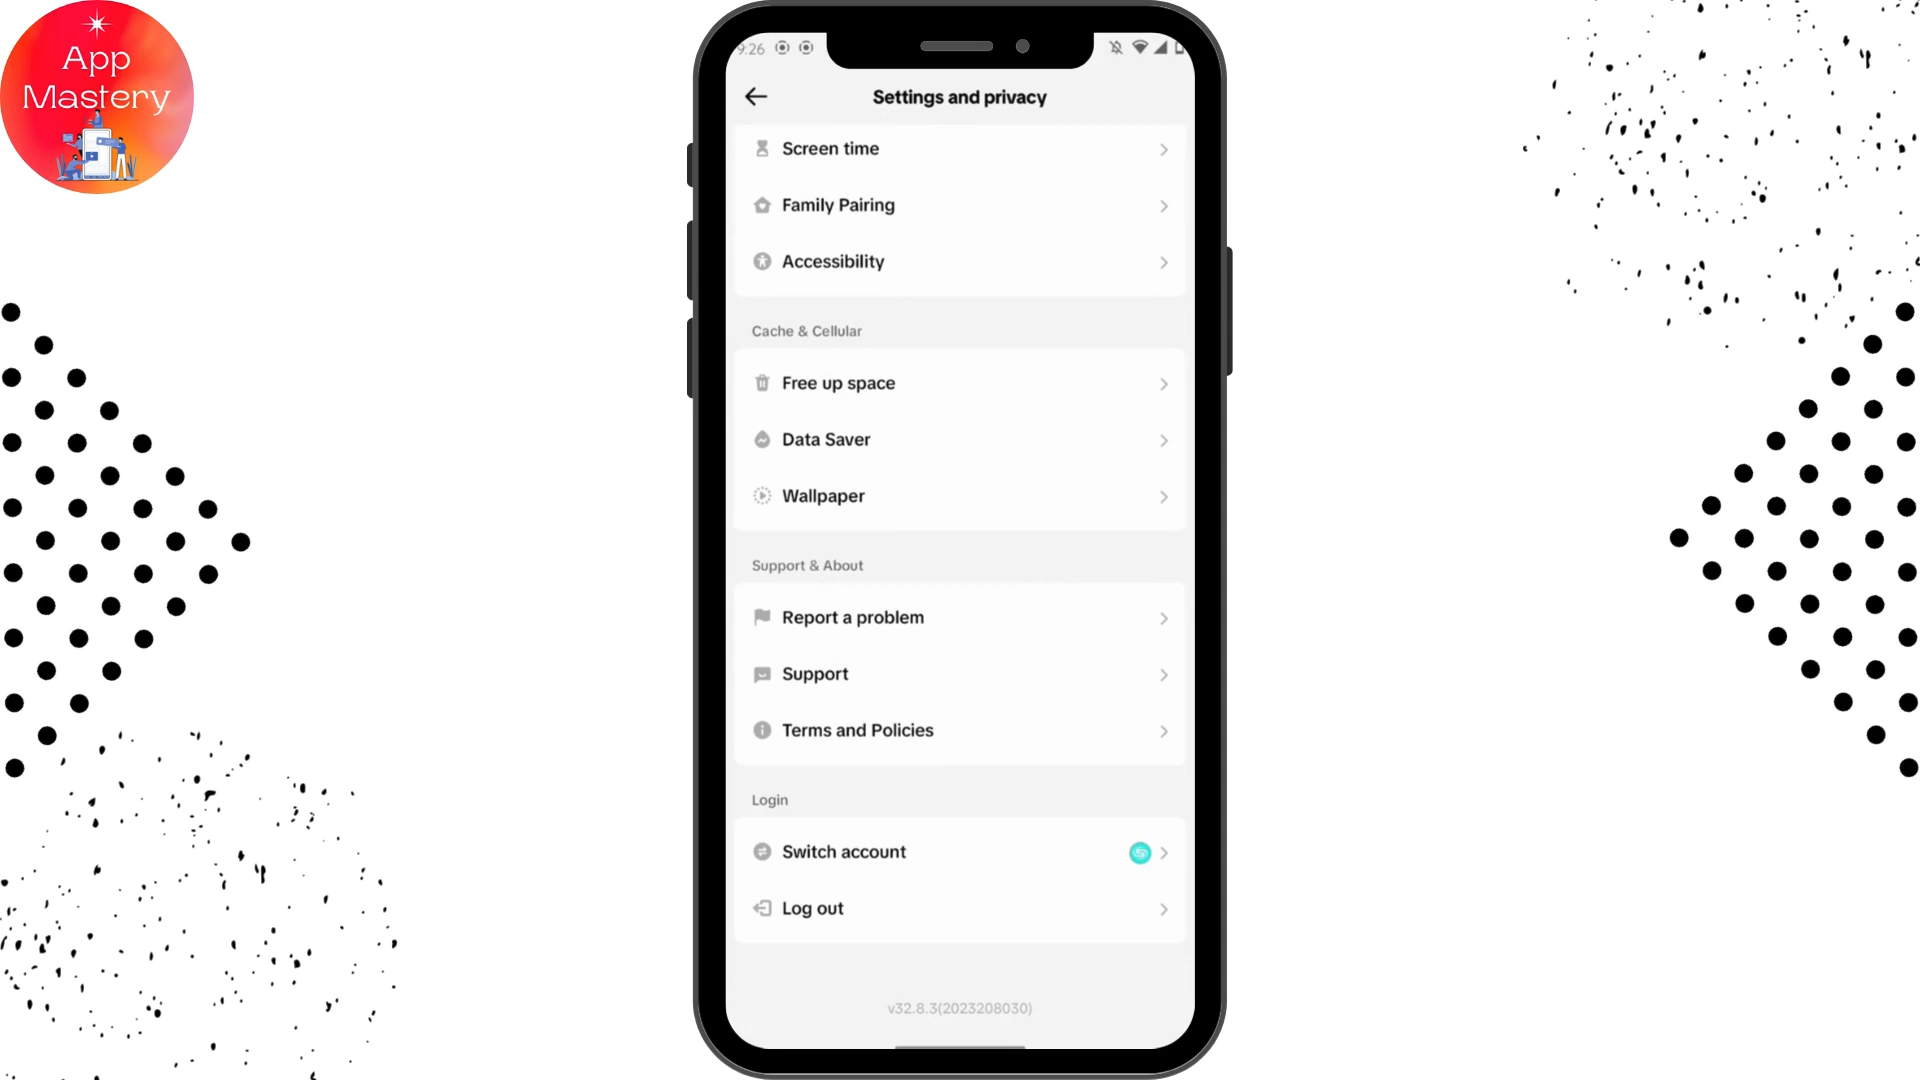 App
Mastery
9:26
Settings and privacy
Screen time
Family Pairing
Accessibility
Cache & Cellular
Free up space
Data Saver
Wallpaper
Support & About
Report a problem
Support
Terms and Policies
Login
Switch account
Log out
v32.8.3(2023208030)